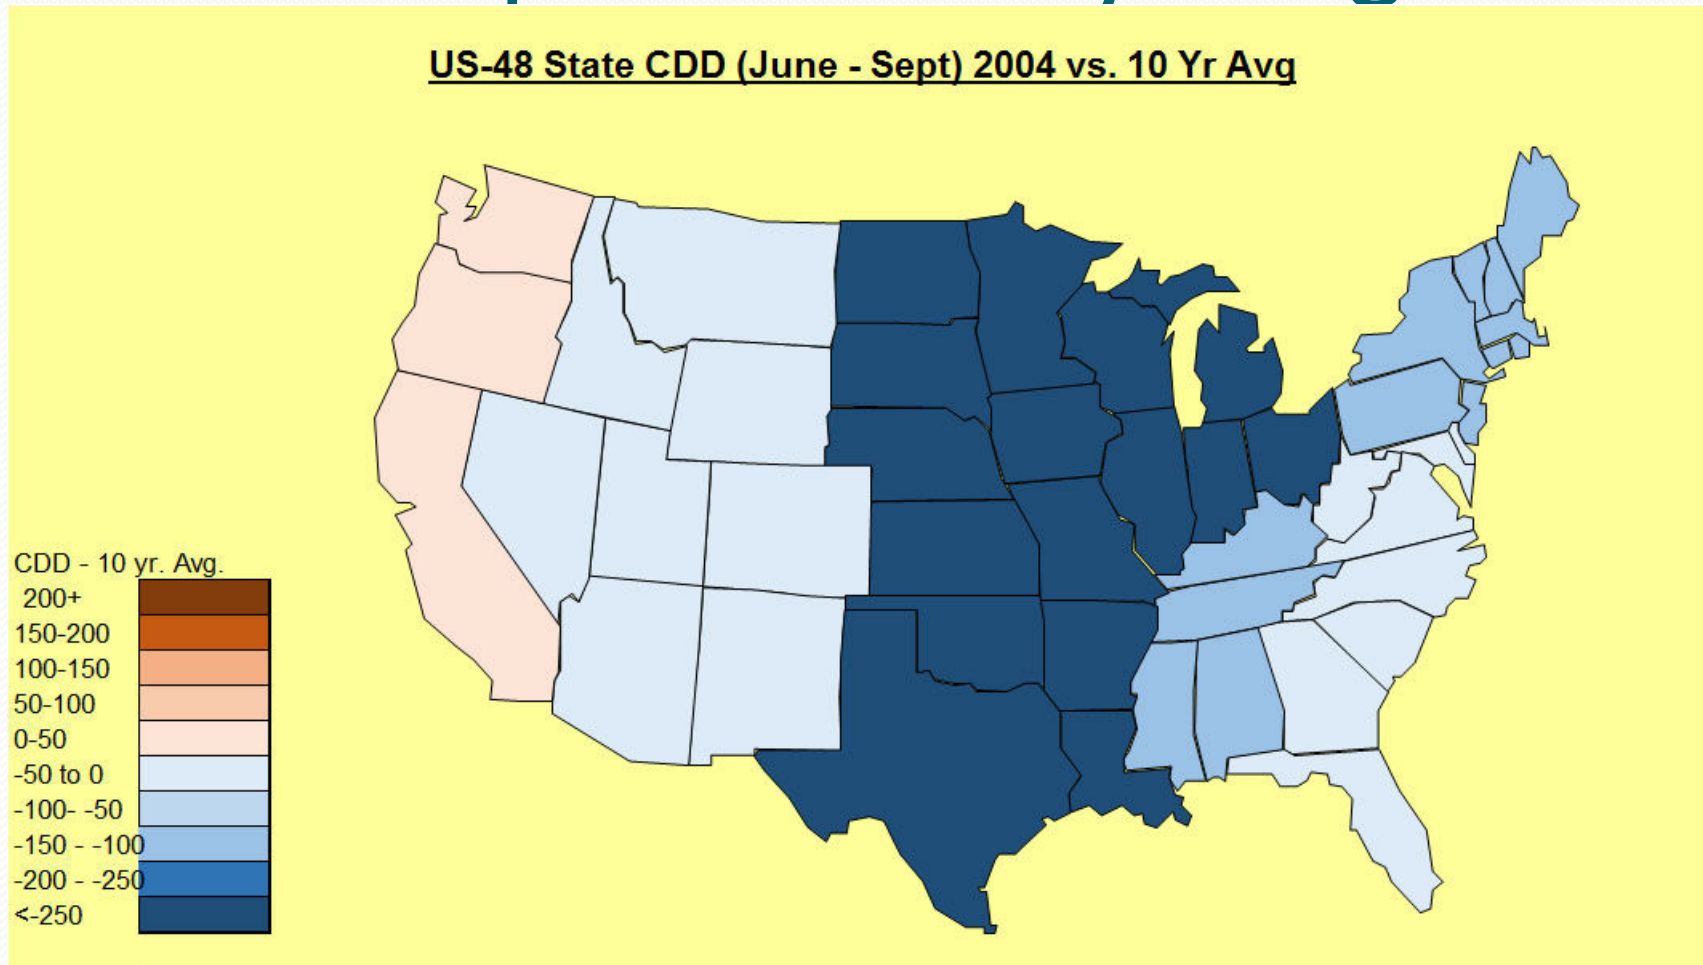 US-48 State CDD (June - Sept) 2004 vs. 10 Yr Avg
CDD - 10 yr. Avg.
200+
150-200
100-150
50-100
0-50
-50 to 0
-100- -50
-150 - -100
-200 - -250
<-250